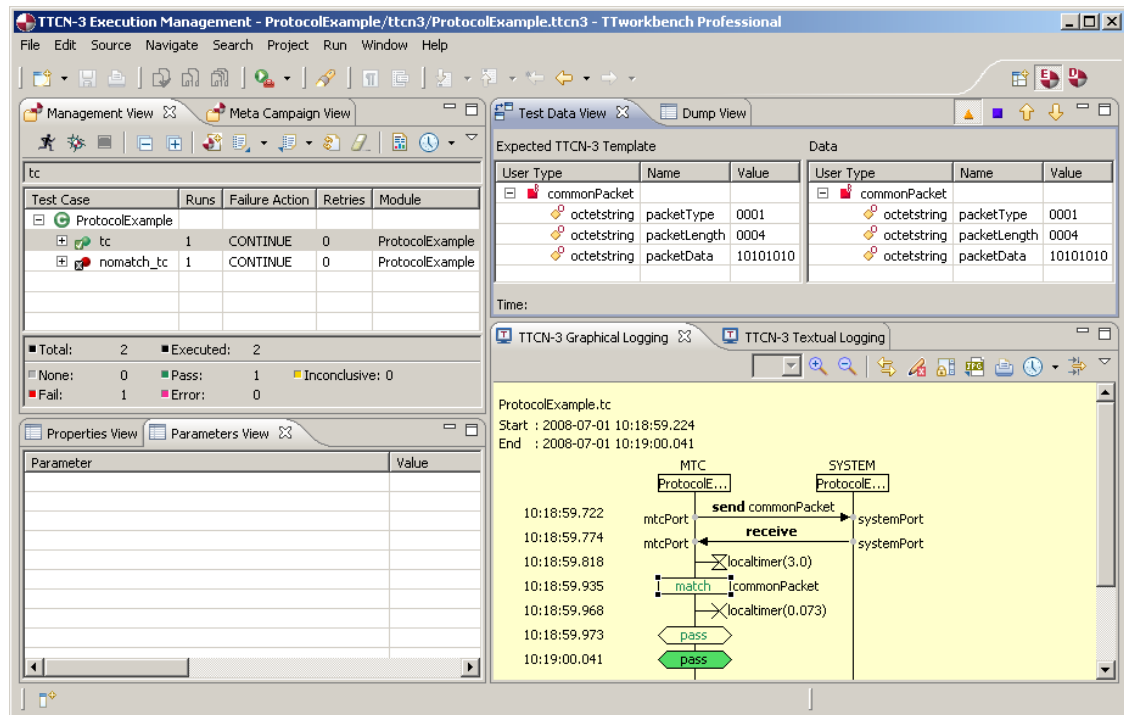 TTCN-3 Execution Management - ProtocolExample/ttcn3/ProtocolExample.ttcn3 - TTworkbench Professional
File Edit Source Navigate Search Project Run Window Help
Management View Meta Campaign View
tc
Test Case Runs Failure Action Retries Module
ProtocolExample
tc 1 CONTINUE 0 ProtocolExample
nomatch_tc 1 CONTINUE 0 ProtocolExample
Total: 2 Executed: 2
None: 0 Pass: 1 Inconclusive: 0
Fail: 1 Error: 0
Properties View Parameters View
Parameter Value
Test Data View Dump View
Expected TTCN-3 Template Data
User Type Name Value User Type Name Value
commonPacket commonPacket
octetstring packetType 0001 octetstring packetType 0001
octetstring packetLength 0004 octetstring packetLength 0004
octetstring packetData 10101010 octetstring packetData 10101010
Time:
TTCN-3 Graphical Logging TTCN-3 Textual Logging
ProtocolExample.tc
Start : 2008-07-01 10:18:59.224
End : 2008-07-01 10:19:00.041
MTC SYSTEM
ProtocolE... ProtocolE...
10:18:59.722 mtcPort send commonPacket systemPort
10:18:59.774 mtcPort receive systemPort
10:18:59.818 localtimer(3.0)
10:18:59.935 match commonPacket
10:18:59.968 localtimer(0.073)
10:18:59.973 pass
10:19:00.041 pass